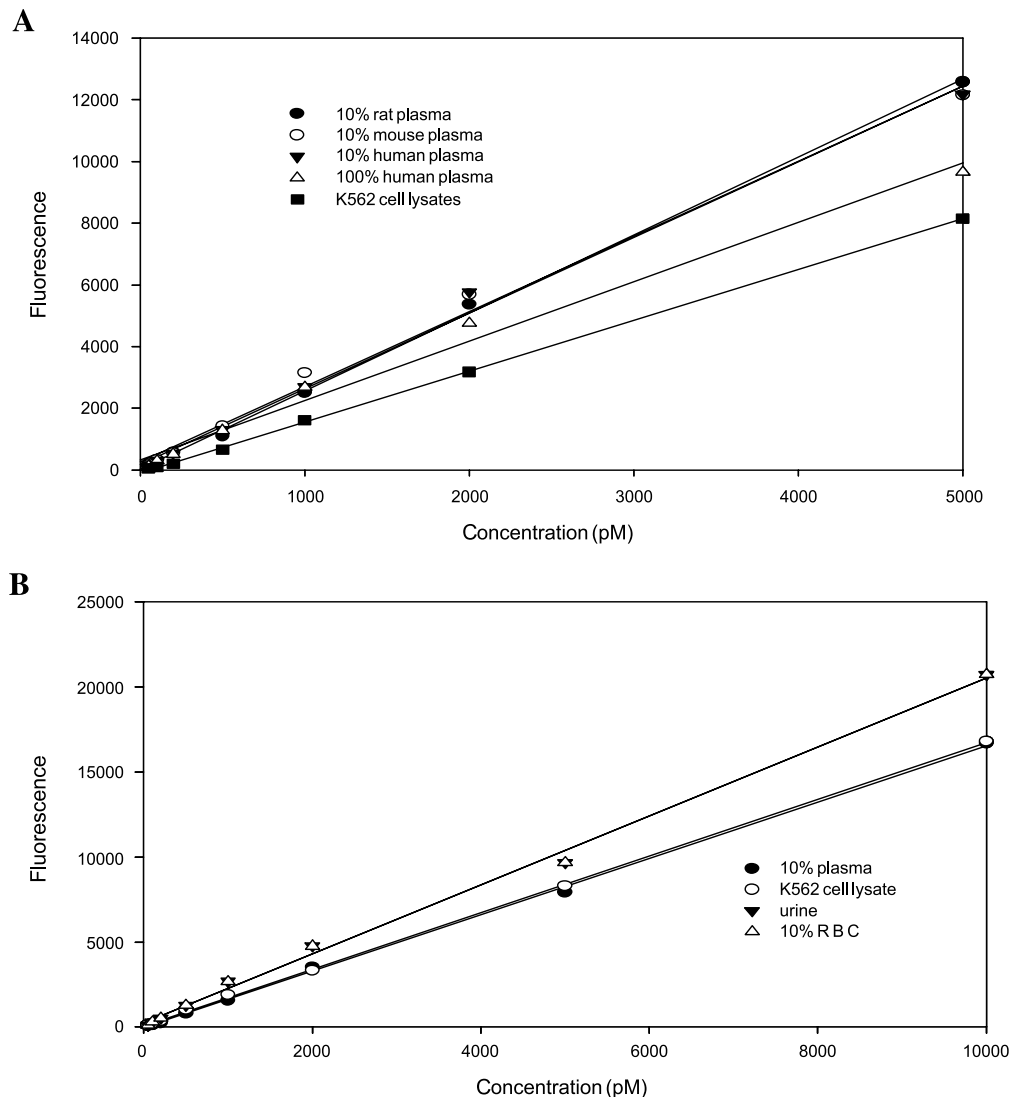 A
14000
12000
10000
8000
6000
4000
2000
0
Fluorescence
10% rat plasma
10% mouse plasma
10% human plasma
100% human plasma
K562 cell lysates
0 1000 2000 3000 4000 5000
Concentration (pM)
B
25000
20000
15000
10000
5000
0
Fluorescence
10% plasma
K562 cell lysate
urine
10% R B C
0 2000 4000 6000 8000 10000
Concentration (pM)